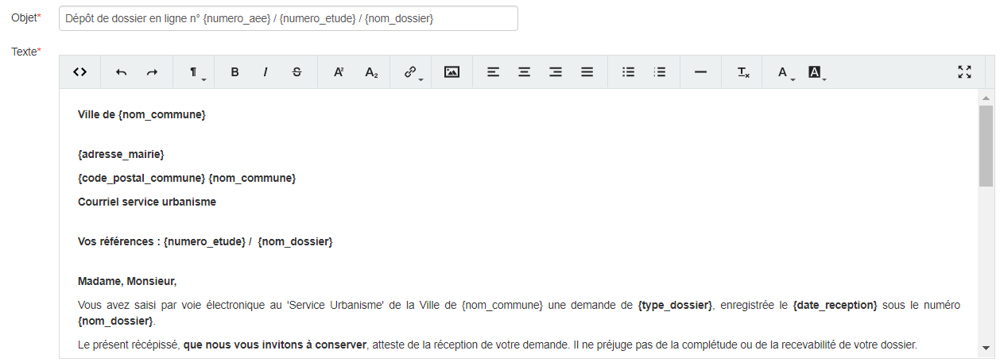 Objet*
Dépôt de dossier en ligne n° {numero_aee} / {numero_etude} / {nom_dossier}
Texte*
Ville de {nom_commune}
{adresse_mairie}
{code_postal_commune} {nom_commune}
Courriel service urbanisme
Vos références : {numero_etude} /  {nom_dossier}
Madame, Monsieur,
Vous avez saisi par voie électronique au 'Service Urbanisme' de la Ville de {nom_commune} une demande de {type_dossier}, enregistrée le {date_reception} sous le numéro
{nom_dossier}.
Le présent récépissé, que nous vous invitons à conserver, atteste de la réception de votre demande. Il ne préjuge pas de la complétude ou de la recevabilité de votre dossier.